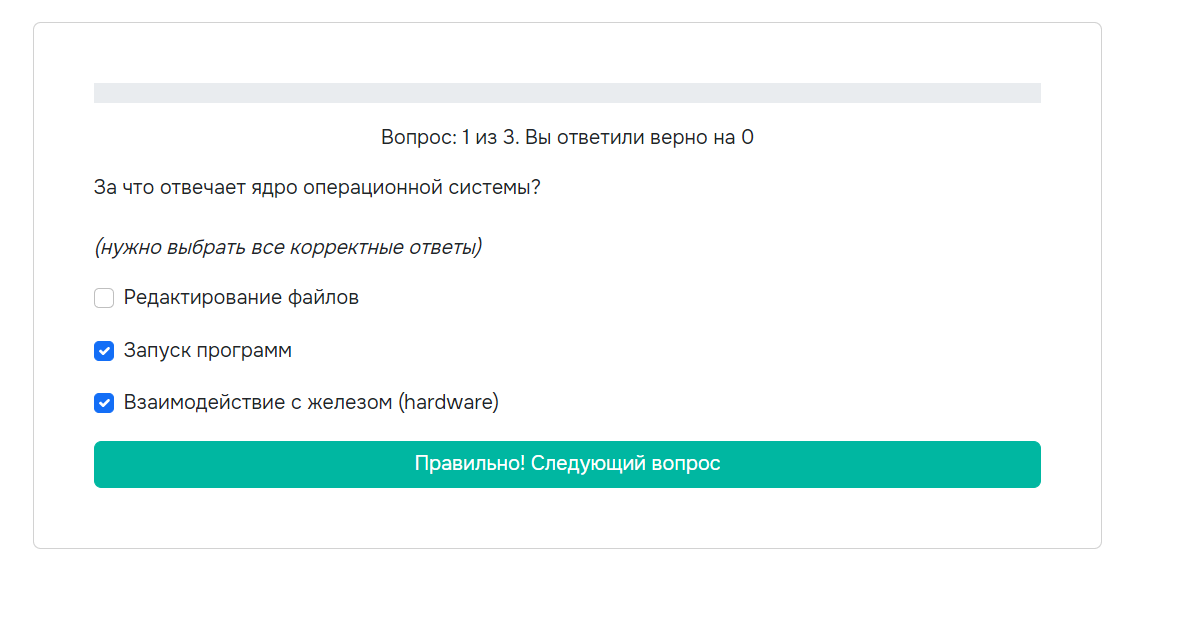 Вопрос: 1 из 3. Вы ответили верно на 0
За что отвечает ядро операционной системы?
(нужно выбрать все корректные ответы)
Редактирование файлов
Запуск программ
Взаимодействие с железом (hardware)
Правильно! Следующий вопрос